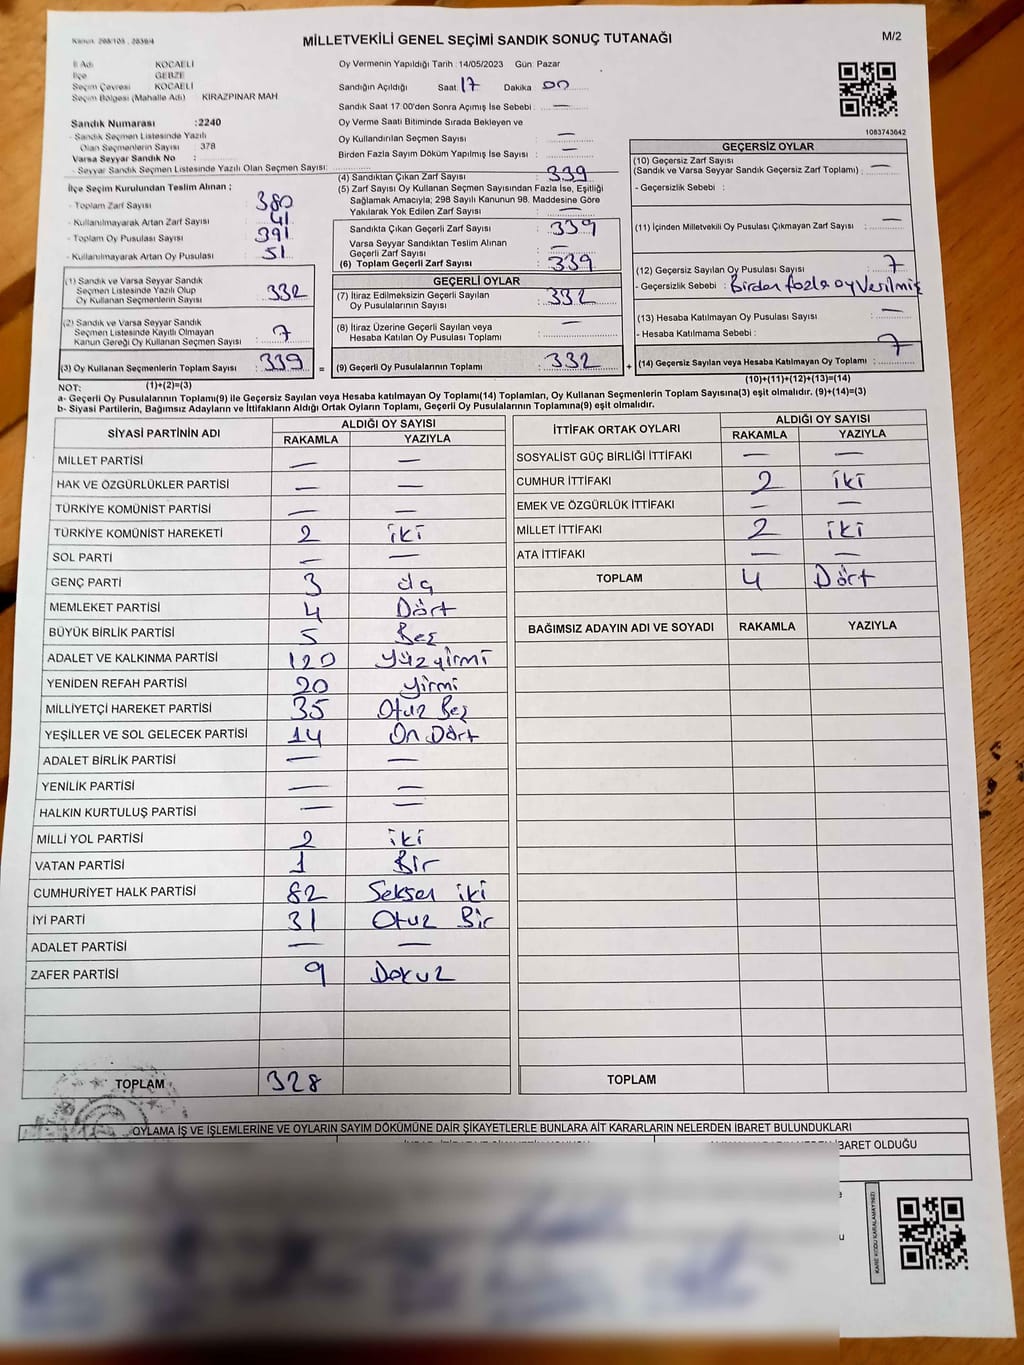 Kanun: 298/105 , 2839/4
MİLLETVEKİLİ GENEL SEÇİMİ SANDIK SONUÇ TUTANAĞI
M/2
İl Adı : KOCAELİ
İlçe : GEBZE
Seçim Çevresi : KOCAELİ
Seçim Bölgesi (Mahalle Adı) : KIRAZPINAR MAH
Sandık Numarası :2240
- Sandık Seçmen Listesinde Yazılı
Olan Seçmenlerin Sayısı : 378
Varsa Seyyar Sandık No :
- Seyyar Sandık Seçmen Listesinde Yazılı Olan Seçmen Sayısı:
İlçe Seçim Kurulundan Teslim Alınan ;
- Toplam Zarf Sayısı : 380
- Kullanılmayarak Artan Zarf Sayısı : 41
- Toplam Oy Pusulası Sayısı : 391
- Kullanılmayarak Artan Oy Pusulası : 51
(1) Sandık ve Varsa Seyyar Sandık
Seçmen Listesinde Yazılı Olup
Oy Kullanan Seçmenlerin Sayısı : 332
(2) Sandık ve Varsa Seyyar Sandık
Seçmen Listesinde Kayıtlı Olmayan
Kanun Gereği Oy Kullanan Seçmen Sayısı : 7
(3) Oy Kullanan Seçmenlerin Toplam Sayısı : 339 =
Oy Vermenin Yapıldığı Tarih : 14/05/2023 Gün: Pazar
Sandığın Açıldığı Saat: 17 Dakika 00
Sandık Saat 17:00'den Sonra Açımış İse Sebebi : —
Oy Verme Saati Bitiminde Sırada Bekleyen ve
Oy Kullandırılan Seçmen Sayısı : —
Birden Fazla Sayım Döküm Yapılmış İse Sayısı : —
(4) Sandıktan Çıkan Zarf Sayısı : 339
(5) Zarf Sayısı Oy Kullanan Seçmen Sayısından Fazla İse, Eşitliği
Sağlamak Amacıyla; 298 Sayılı Kanunun 98. Maddesine Göre
Yakılarak Yok Edilen Zarf Sayısı : —
Sandıkta Çıkan Geçerli Zarf Sayısı : 339
Varsa Seyyar Sandıktan Teslim Alınan
Geçerli Zarf Sayısı : —
(6) Toplam Geçerli Zarf Sayısı : 339
GEÇERLİ OYLAR
(7) İtiraz Edilmeksizin Geçerli Sayılan
Oy Pusulalarının Sayısı : 332
(8) İtiraz Üzerine Geçerli Sayılan veya
Hesaba Katılan Oy Pusulası Toplamı : —
(9) Geçerli Oy Pusulalarının Toplamı : 332 +
1083743642
GEÇERSİZ OYLAR
(10) Geçersiz Zarf Sayısı
(Sandık ve Varsa Seyyar Sandık Geçersiz Zarf Toplamı) : —
- Geçersizlik Sebebi :
(11) İçinden Milletvekili Oy Pusulası Çıkmayan Zarf Sayısı : —
(12) Geçersiz Sayılan Oy Pusulası Sayısı : 7
- Geçersizlik Sebebi : Birden fazla oy verilmiş
(13) Hesaba Katılmayan Oy Pusulası Sayısı : —
- Hesaba Katılmama Sebebi :
(14) Geçersiz Sayılan veya Hesaba Katılmayan Oy Toplamı : 7
NOT: (1)+(2)=(3)
(10)+(11)+(12)+(13)=(14)
a- Geçerli Oy Pusulalarının Toplamı(9) ile Geçersiz Sayılan veya Hesaba katılmayan Oy Toplamı(14) Toplamları, Oy Kullanan Seçmenlerin Toplam Sayısına(3) eşit olmalıdır. (9)+(14)=(3)
b- Siyasi Partilerin, Bağımsız Adayların ve İttifakların Aldığı Ortak Oyların Toplamı, Geçerli Oy Pusulalarının Toplamına(9) eşit olmalıdır.
SİYASİ PARTİNİN ADI ALDIĞI OY SAYISI
RAKAMLA YAZIYLA
MİLLET PARTİSİ — —
HAK VE ÖZGÜRLÜKLER PARTİSİ — —
TÜRKİYE KOMÜNİST PARTİSİ — —
TÜRKİYE KOMÜNİST HAREKETİ 2 iki
SOL PARTİ — —
GENÇ PARTİ 3 üç
MEMLEKET PARTİSİ 4 Dört
BÜYÜK BİRLİK PARTİSİ 5 Beş
ADALET VE KALKINMA PARTİSİ 120 Yüzyirmi
YENİDEN REFAH PARTİSİ 20 Yirmi
MİLLİYETÇİ HAREKET PARTİSİ 35 Otuz Beş
YEŞİLLER VE SOL GELECEK PARTİSİ 14 On Dört
ADALET BİRLİK PARTİSİ — —
YENİLİK PARTİSİ — —
HALKIN KURTULUŞ PARTİSİ — —
MİLLİ YOL PARTİSİ 2 iki
VATAN PARTİSİ 1 Bir
CUMHURİYET HALK PARTİSİ 82 Seksen iki
İYİ PARTİ 31 Otuz Bir
ADALET PARTİSİ — —
ZAFER PARTİSİ 9 Dokuz
TOPLAM 328
İTTİFAK ORTAK OYLARI ALDIĞI OY SAYISI
RAKAMLA YAZIYLA
SOSYALİST GÜÇ BİRLİĞİ İTTİFAKI — —
CUMHUR İTTİFAKI 2 iki
EMEK VE ÖZGÜRLÜK İTTİFAKI — —
MİLLET İTTİFAKI 2 iki
ATA İTTİFAKI — —
TOPLAM 4 Dört
BAĞIMSIZ ADAYIN ADI VE SOYADI RAKAMLA YAZIYLA
TOPLAM
OYLAMA İŞ VE İŞLEMLERİNE VE OYLARIN SAYIM DÖKÜMÜNE DAİR ŞİKAYETLERLE BUNLARA AİT KARARLARIN NELERDEN İBARET BULUNDUKLARI
İBARET OLDUĞU
KARE KODU KARALAMAYINIZ!